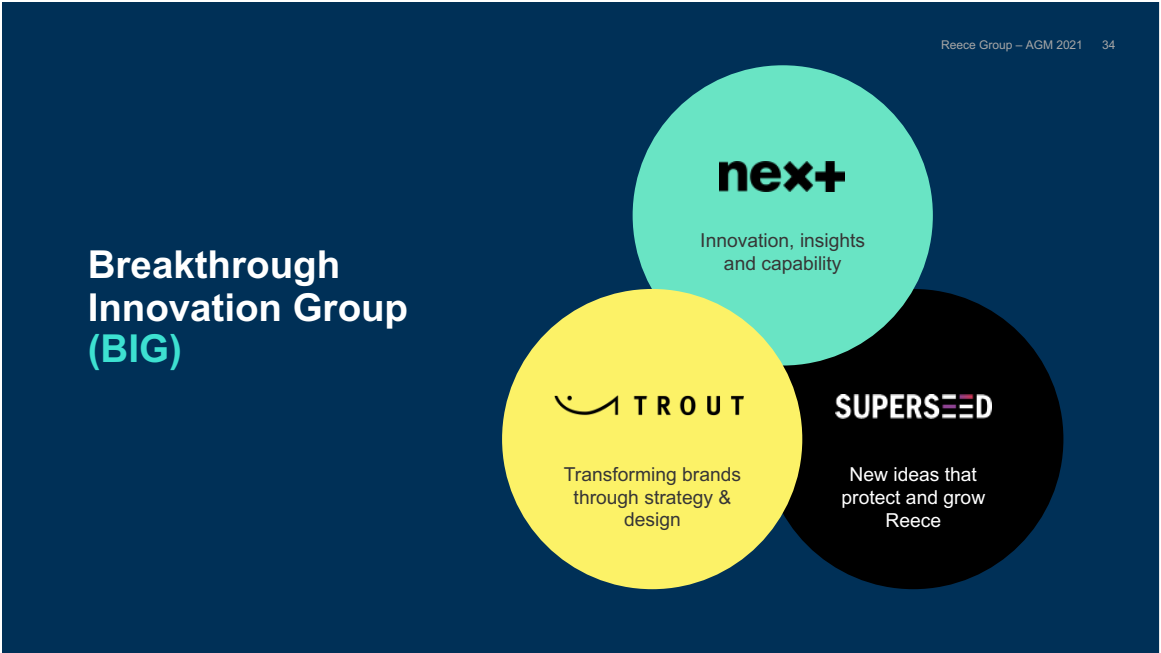 Reece Group – AGM 2021 34
Breakthrough
Innovation Group
(BIG)
next
Innovation, insights
and capability
TROUT
Transforming brands
through strategy &
design
SUPERSEED
New ideas that
protect and grow
Reece